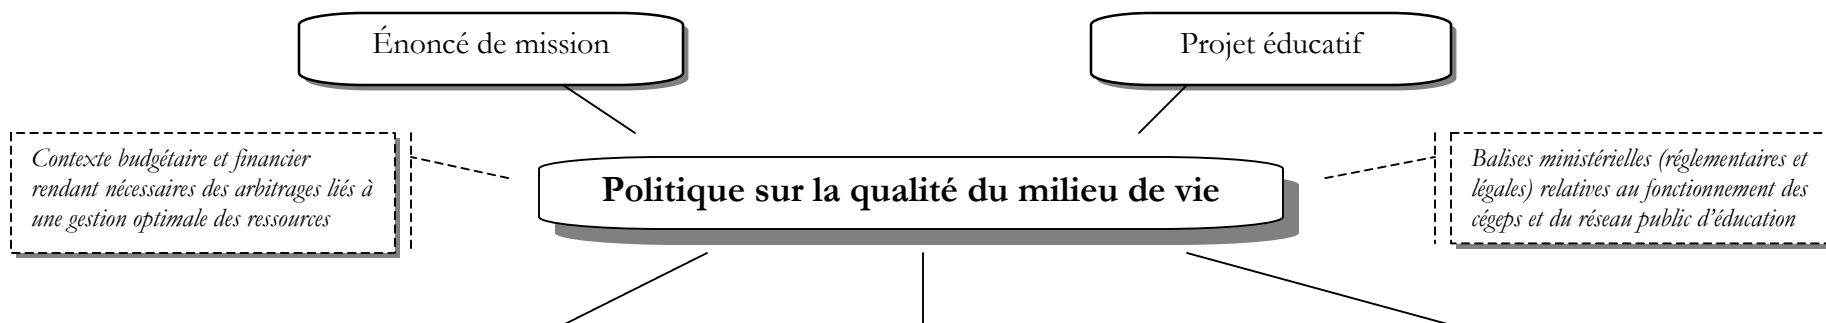 Énoncé de mission
Projet éducatif
Contexte budgétaire et financier
rendant nécessaires des arbitrages liés à
une gestion optimale des ressources
Politique sur la qualité du milieu de vie
Balises ministérielles (réglementaires et
légales) relatives au fonctionnement des
cégeps et du réseau public d’éducation